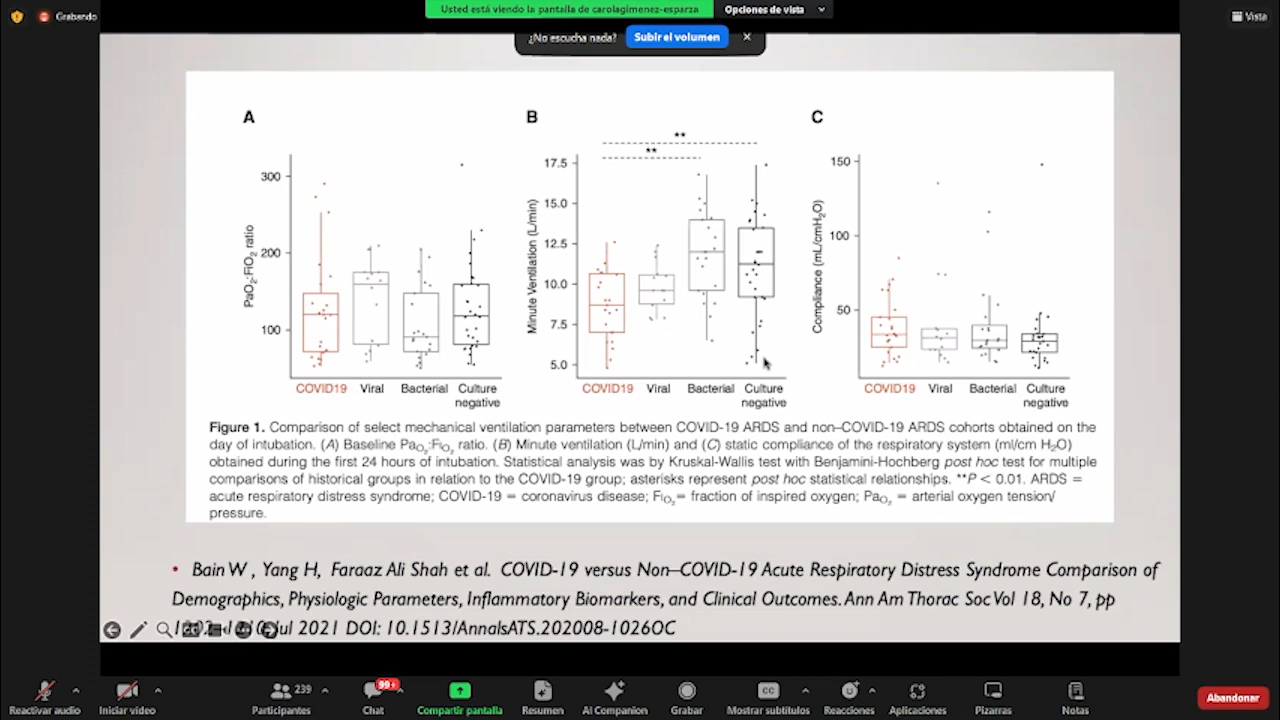 Grabando
Usted está viendo la pantalla de carolagimenez-esparza
Opciones de vista
Vista
¿No escucha nada?
Subir el volumen
A
B
C
PaO2:FiO2 ratio
300
200
100
COVID19
Viral
Bacterial
Culture
negative
Minute Ventilation (L/min)
17.5
15.0
12.5
10.0
7.5
5.0
**
**
COVID19
Viral
Bacterial
Culture
negative
Compliance (mL/cmH2O)
150
100
50
COVID19
Viral
Bacterial
Culture
negative
Figure 1. Comparison of select mechanical ventilation parameters between COVID-19 ARDS and non–COVID-19 ARDS cohorts obtained on the
day of intubation. (A) Baseline PaO2:FIO2 ratio. (B) Minute ventilation (L/min) and (C) static compliance of the respiratory system (ml/cm H2O)
obtained during the first 24 hours of intubation. Statistical analysis was by Kruskal-Wallis test with Benjamini-Hochberg post hoc test for multiple
comparisons of historical groups in relation to the COVID-19 group; asterisks represent post hoc statistical relationships. **P < 0.01. ARDS =
acute respiratory distress syndrome; COVID-19 = coronavirus disease; FIO2= fraction of inspired oxygen; PaO2 = arterial oxygen tension/
pressure.
• Bain W , Yang H, Faraaz Ali Shah et al. COVID-19 versus Non–COVID-19 Acute Respiratory Distress Syndrome Comparison of
Demographics, Physiologic Parameters, Inflammatory Biomarkers, and Clinical Outcomes. Ann Am Thorac Soc Vol 18, No 7, pp
Jul 2021 DOI: 10.1513/AnnalsATS.202008-1026OC
Reactivar audio
Iniciar video
239
Participantes
99+
Chat
Compartir pantalla
Resumen
AI Companion
Grabar
CC
Mostrar subtítulos
Reacciones
Aplicaciones
Pizarras
Notas
Abandonar